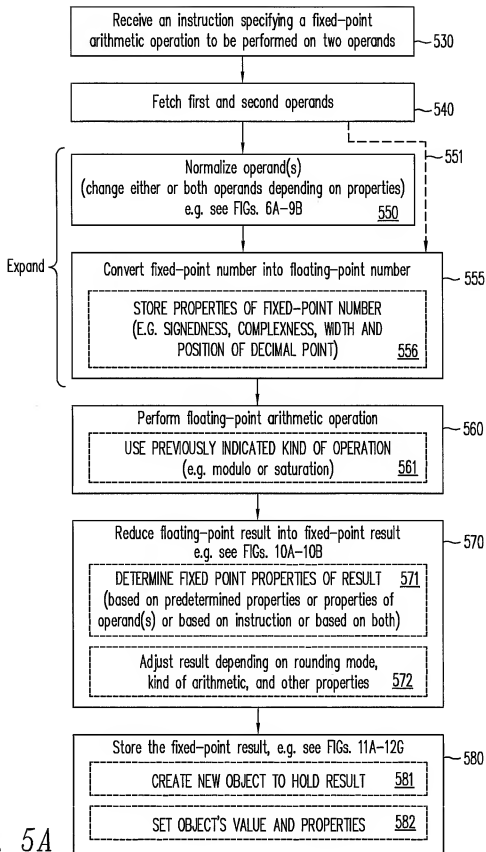 Receive an instruction specifying a fixed-point
arithmetic operation to be performed on two operands
530
Fetch first and second operands
540
551
Normalize operand(s)
(change either or both operands depending on properties)
e.g. see FIGs. 6A-9B 550
Expand
Convert fixed-point number into floating-point number
555
STORE PROPERTIES OF FIXED-POINT NUMBER
(E.G. SIGNEDNESS, COMPLEXNESS, WIDTH AND
POSITION OF DECIMAL POINT) 556
Perform floating-point arithmetic operation
560
USE PREVIOUSLY INDICATED KIND OF OPERATION
(e.g. modulo or saturation) 561
Reduce floating-point result into fixed-point result
e.g. see FIGs. 10A-10B
570
DETERMINE FIXED POINT PROPERTIES OF RESULT 571
(based on predetermined properties or properties of
operand(s) or based on instruction or based on both)
Adjust result depending on rounding mode,
kind of arithmetic, and other properties 572
Store the fixed-point result, e.g. see FIGs. 11A-12G
580
CREATE NEW OBJECT TO HOLD RESULT 581
SET OBJECT'S VALUE AND PROPERTIES 582
. 5A